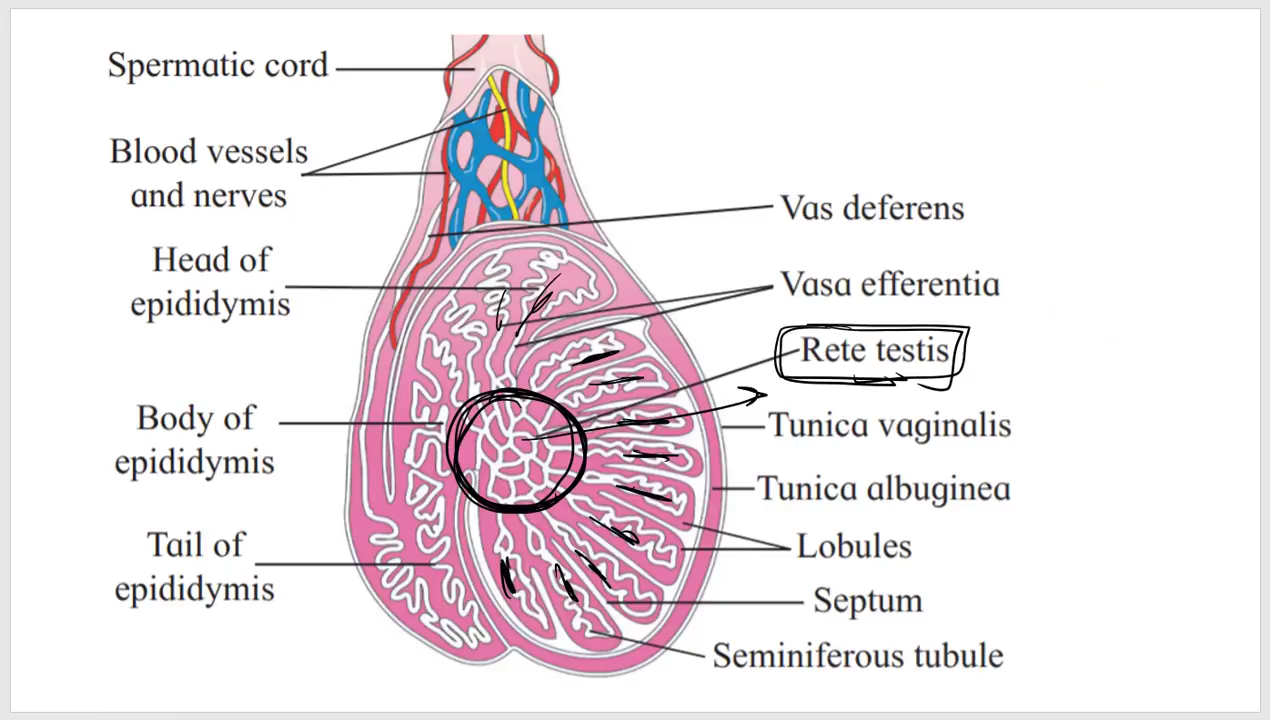 Spermatic cord
Blood vessels
and nerves
Head of
epididymis
Body of
epididymis
Tail of
epididymis
Vas deferens
Vasa efferentia
Rete testis
Tunica vaginalis
Tunica albuginea
Lobules
Septum
Seminiferous tubule